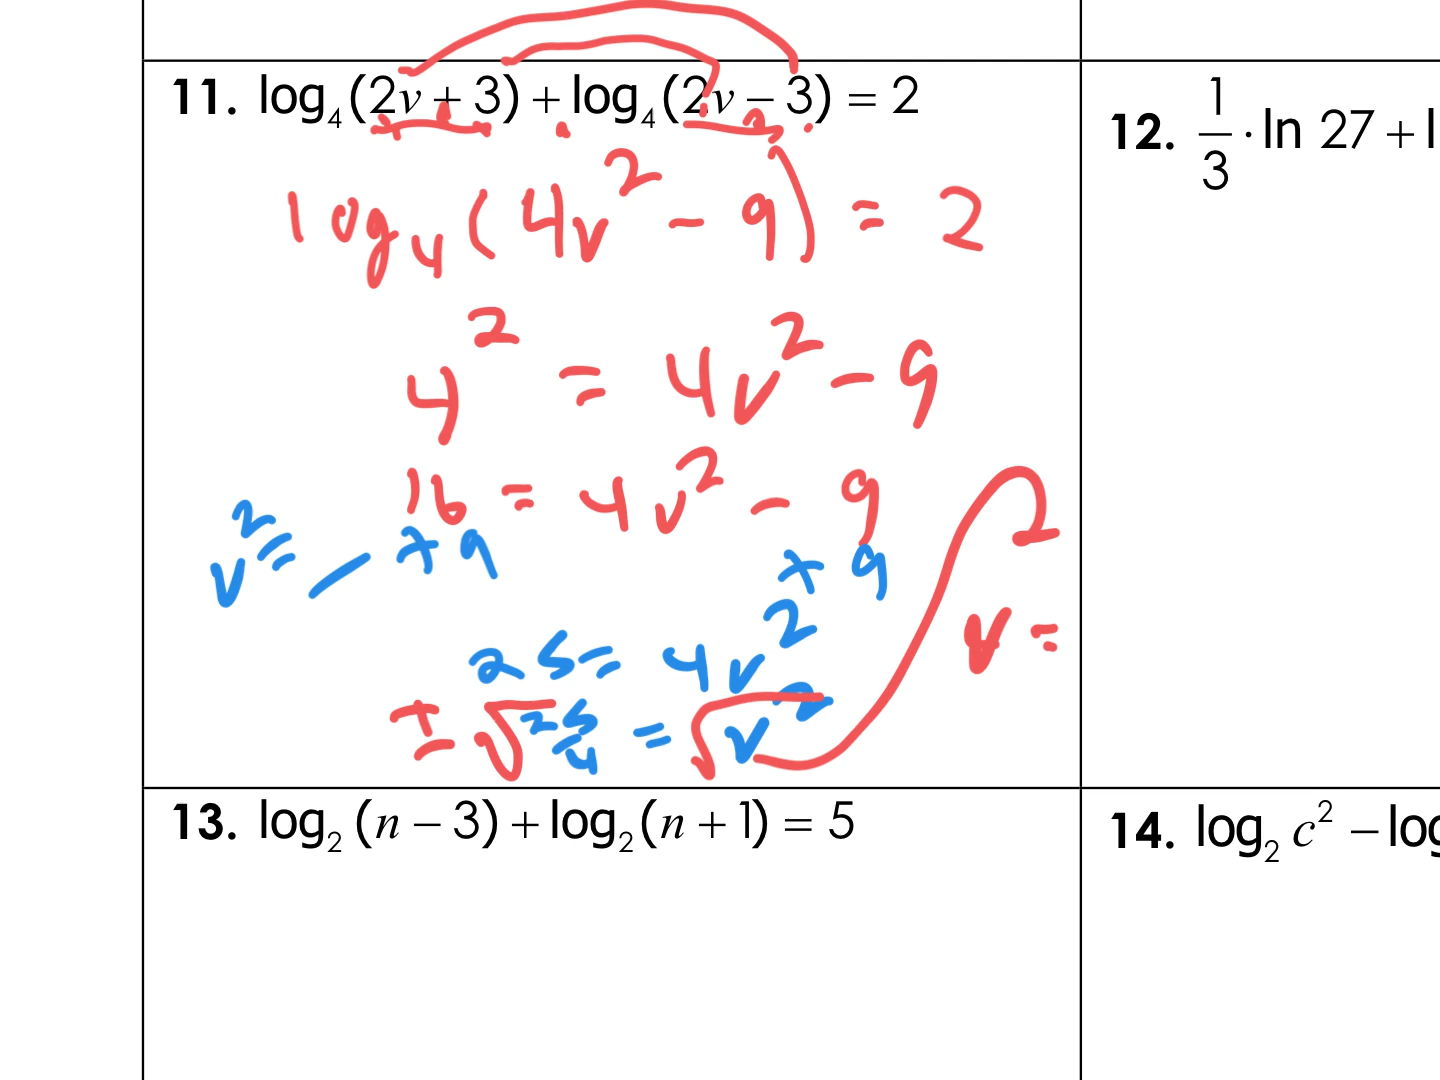 11. log₄(2v + 3) + log₄(2v − 3) = 2
log₄(4v² − 9) = 2
4² = 4v² − 9
16 = 4v² − 9
v² =
+9 +9
25 = 4v²
± √25/4 = √v²
v =
12. 1/3 · ln 27 + l
13. log₂(n − 3) + log₂(n + 1) = 5
14. log₂ c² − log